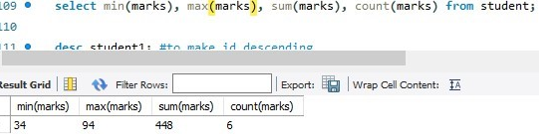 109 select min(marks), max(marks), sum(marks), count(marks) from student;
110
111 desc student1; #to make id descending
Result Grid Filter Rows: Export: Wrap Cell Content: IA
min(marks) max(marks) sum(marks) count(marks)
34 94 448 6